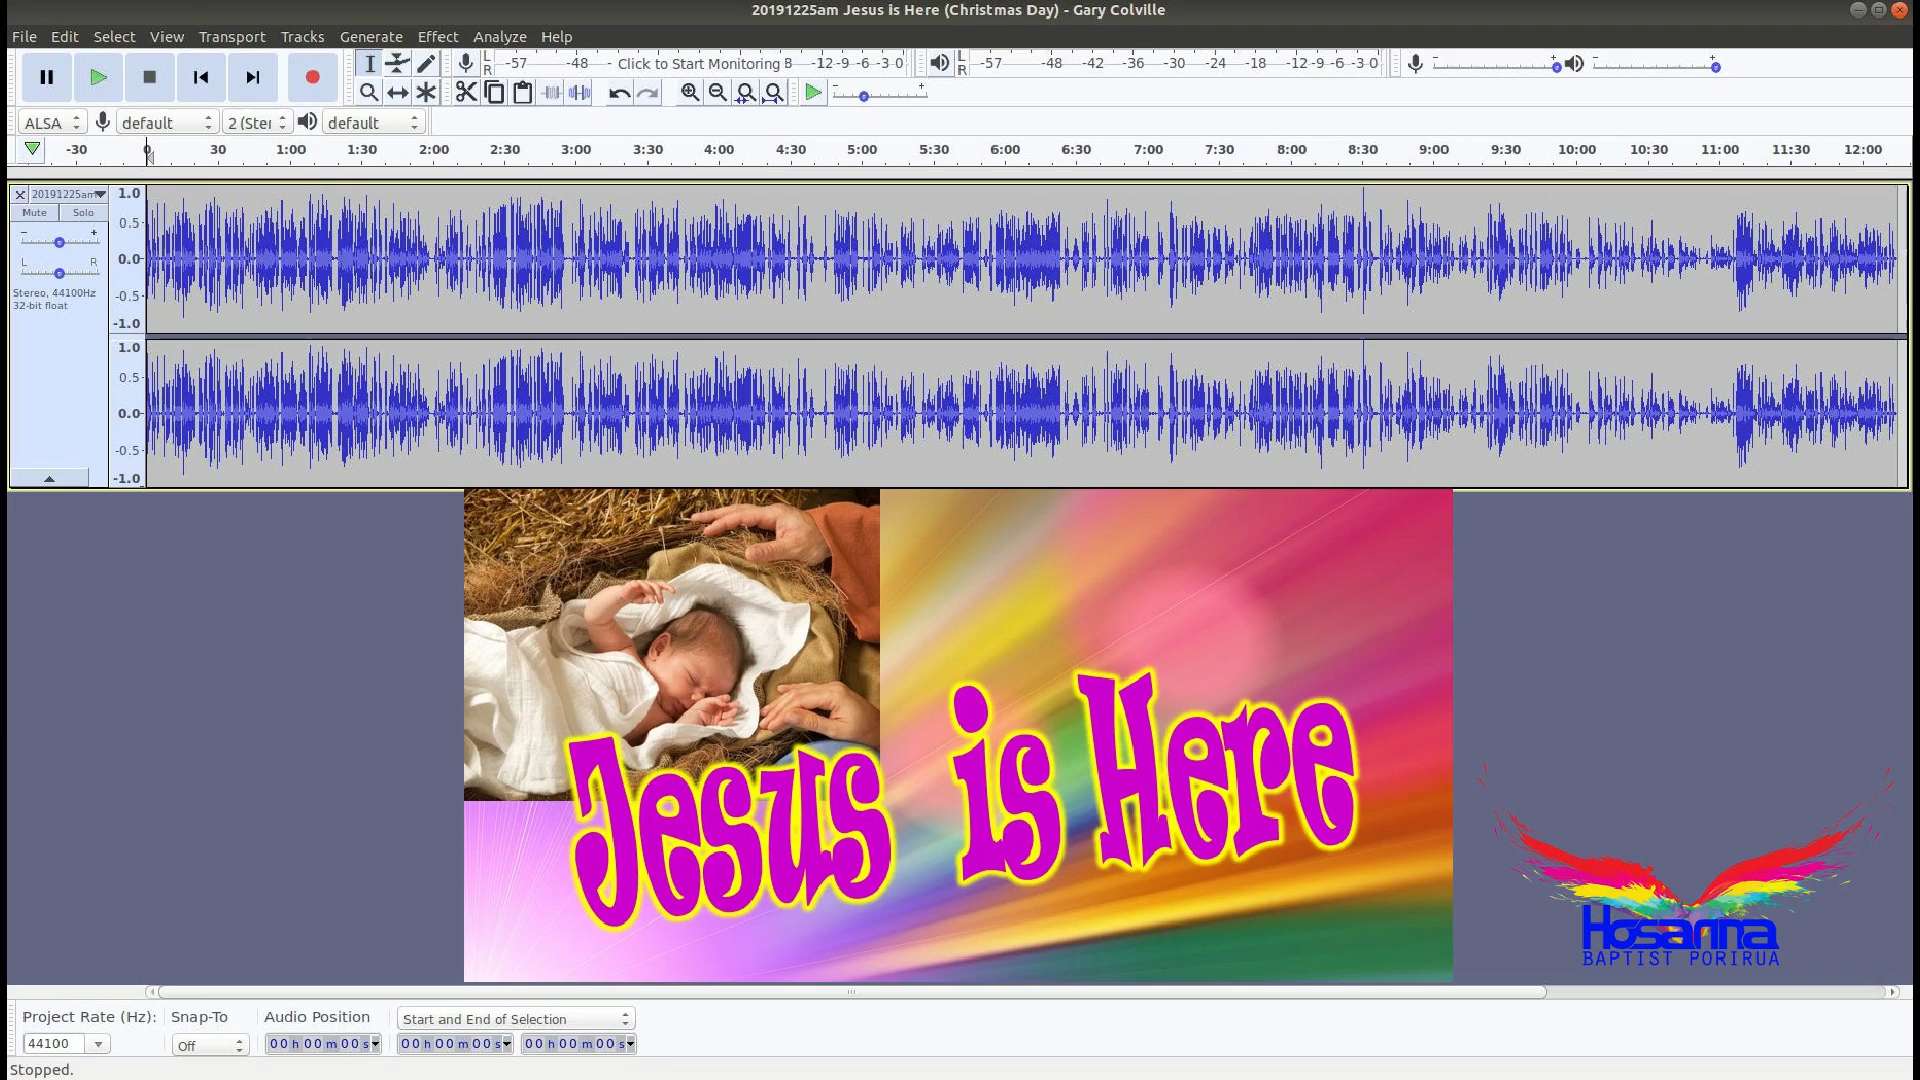 20191225am Jesus is Here (Christmas Day) - Gary Colville
File Edit Select View Transport Tracks Generate Effect Analyze Help
L R -57 -48 - Click to Start Monitoring B -12 -9 -6 -3 0
L R -57 -48 -42 -36 -30 -24 -18 -12 -9 -6 -3 0
- + - +
- +
ALSA default 2 (Ster default
-30 0 30 1:00 1:30 2:00 2:30 3:00 3:30 4:00 4:30 5:00 5:30 6:00 6:30 7:00 7:30 8:00 8:30 9:00 9:30 10:00 10:30 11:00 11:30 12:00
20191225am 1.0
Mute Solo 0.5
- + 0.0
L R -0.5
Stereo, 44100Hz
32-bit float
-1.0
1.0
0.5
0.0
-0.5
-1.0
Jesus is Here
Hosanna
BAPTIST PORIRUA
Project Rate (Hz): Snap-To Audio Position Start and End of Selection
44100 Off 00 h 00 m 00 s 00 h 00 m 00 s 00 h 00 m 00 s
Stopped.